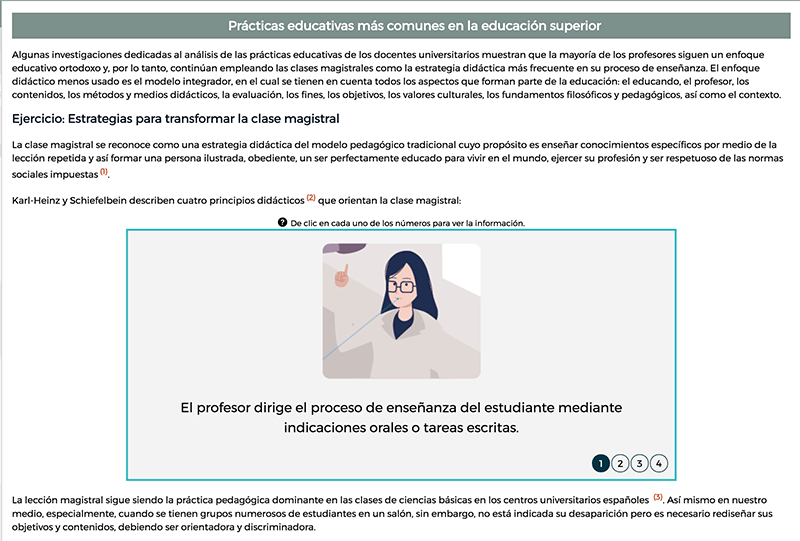 Prácticas educativas más comunes en la educación superior
Algunas investigaciones dedicadas al análisis de las prácticas educativas de los docentes universitarios muestran que la mayoría de los profesores siguen un enfoque
educativo ortodoxo y, por lo tanto, continúan empleando las clases magistrales como la estrategia didáctica más frecuente en su proceso de enseñanza. El enfoque
didáctico menos usado es el modelo integrador, en el cual se tienen en cuenta todos los aspectos que forman parte de la educación: el educando, el profesor, los
contenidos, los métodos y medios didácticos, la evaluación, los fines, los objetivos, los valores culturales, los fundamentos filosóficos y pedagógicos, así como el contexto.
Ejercicio: Estrategias para transformar la clase magistral
La clase magistral se reconoce como una estrategia didáctica del modelo pedagógico tradicional cuyo propósito es enseñar conocimientos específicos por medio de la
lección repetida y así formar una persona ilustrada, obediente, un ser perfectamente educado para vivir en el mundo, ejercer su profesión y ser respetuoso de las normas
sociales impuestas (1).
Karl-Heinz y Schiefelbein describen cuatro principios didácticos (2) que orientan la clase magistral:
? De clic en cada uno de los números para ver la información.
El profesor dirige el proceso de enseñanza del estudiante mediante
indicaciones orales o tareas escritas.
1 2 3 4
La lección magistral sigue siendo la práctica pedagógica dominante en las clases de ciencias básicas en los centros universitarios españoles (3). Así mismo en nuestro
medio, especialmente, cuando se tienen grupos numerosos de estudiantes en un salón, sin embargo, no está indicada su desaparición pero es necesario rediseñar sus
objetivos y contenidos, debiendo ser orientadora y discriminadora.